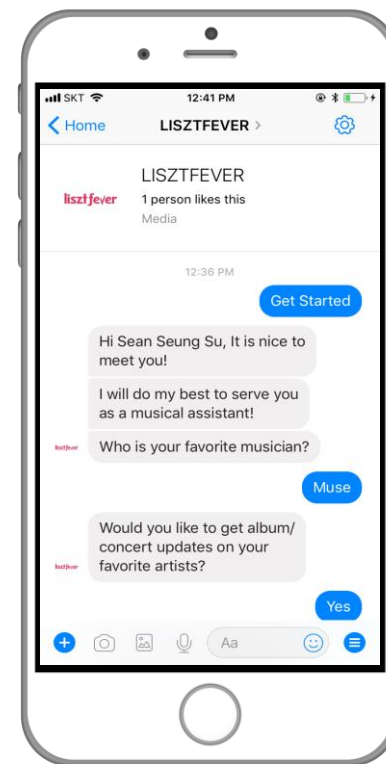 SKT 12:41 PM
Home LISZTFEVER
lisztfever
LISZTFEVER
1 person likes this
Media
12:36 PM
Get Started
Hi Sean Seung Su, It is nice to
meet you!
I will do my best to serve you
as a musical assistant!
lisztfever Who is your favorite musician?
Muse
Would you like to get album/
concert updates on your
lisztfever favorite artists?
Yes
Aa